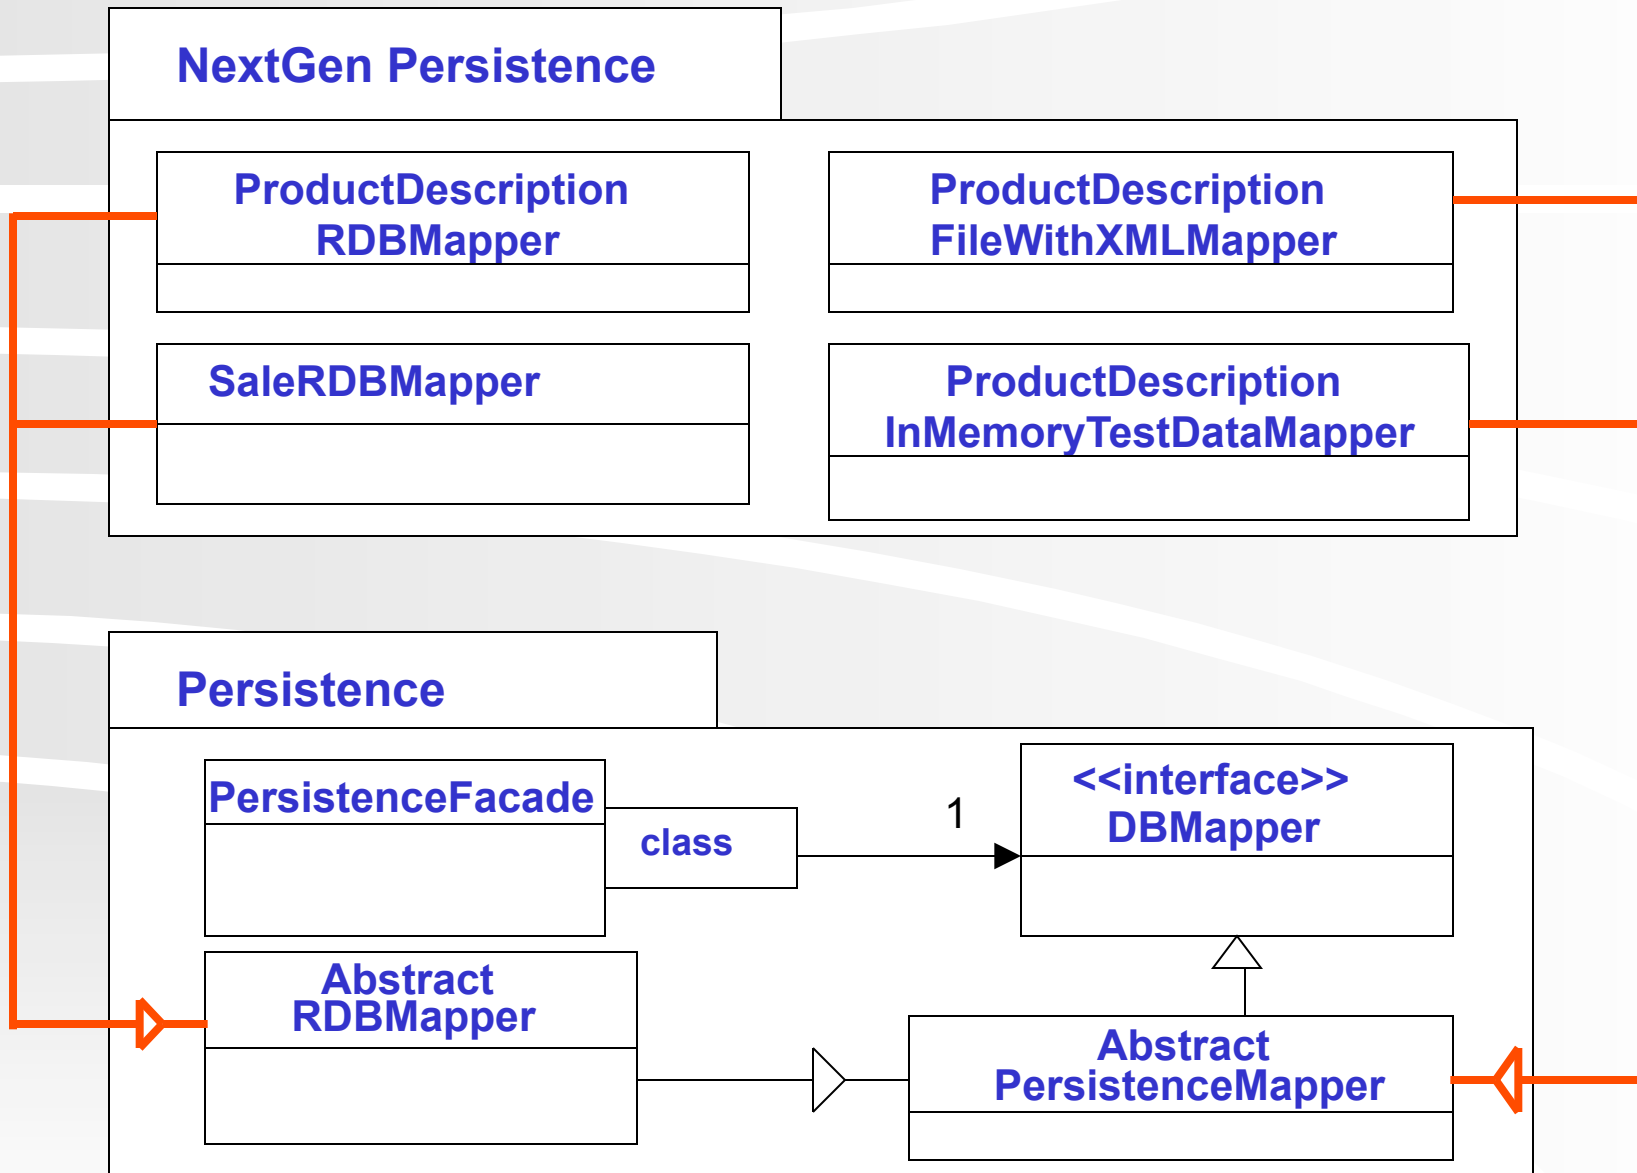 NextGen Persistence
ProductDescription
RDBMapper
ProductDescription
FileWithXMLMapper
SaleRDBMapper
ProductDescription
InMemoryTestDataMapper
Persistence
PersistenceFacade
class
1
<<interface>>
DBMapper
Abstract
RDBMapper
Abstract
PersistenceMapper